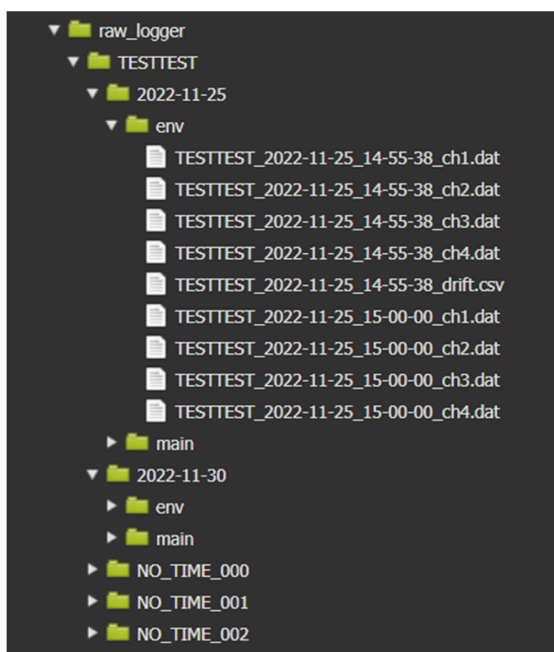 raw_logger
TESTTEST
2022-11-25
env
TESTTEST_2022-11-25_14-55-38_ch1.dat
TESTTEST_2022-11-25_14-55-38_ch2.dat
TESTTEST_2022-11-25_14-55-38_ch3.dat
TESTTEST_2022-11-25_14-55-38_ch4.dat
TESTTEST_2022-11-25_14-55-38_drift.csv
TESTTEST_2022-11-25_15-00-00_ch1.dat
TESTTEST_2022-11-25_15-00-00_ch2.dat
TESTTEST_2022-11-25_15-00-00_ch3.dat
TESTTEST_2022-11-25_15-00-00_ch4.dat
main
2022-11-30
env
main
NO_TIME_000
NO_TIME_001
NO_TIME_002